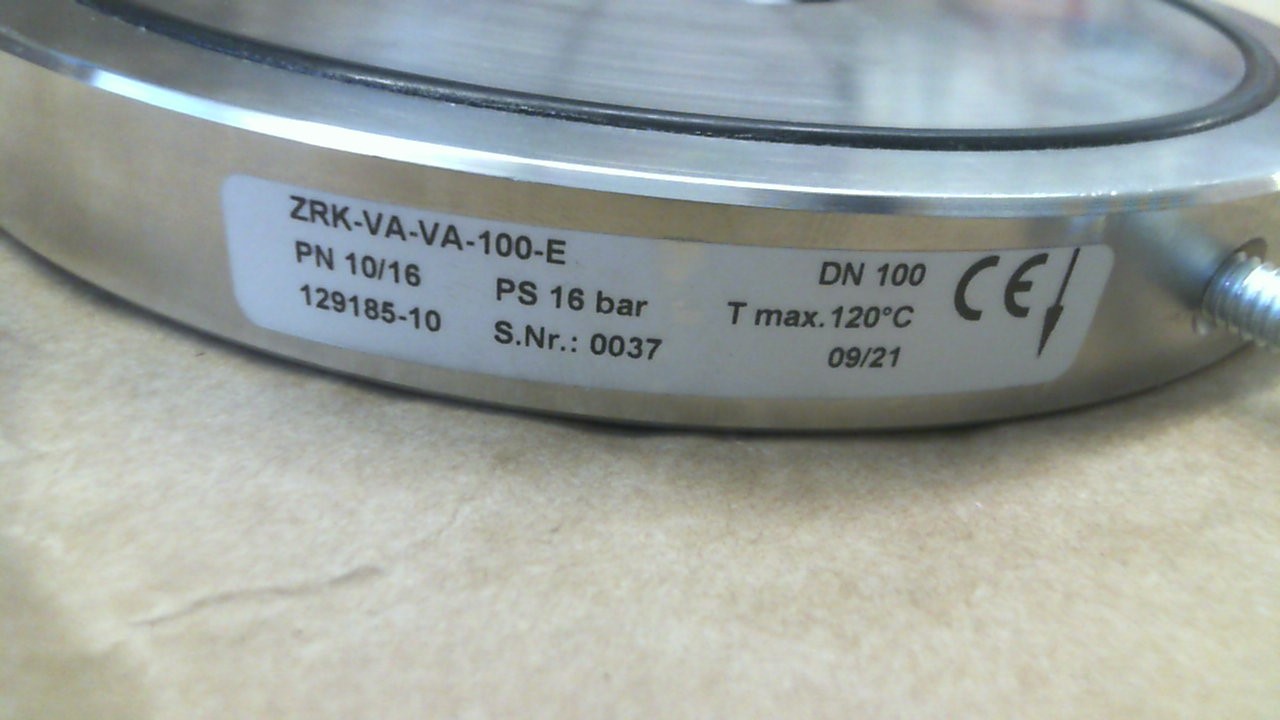 ZRK-VA-VA-100-E
PN 10/16 PS 16 bar
129185-10 S.Nr.: 0037
DN 100
T max.120°C
09/21
CE